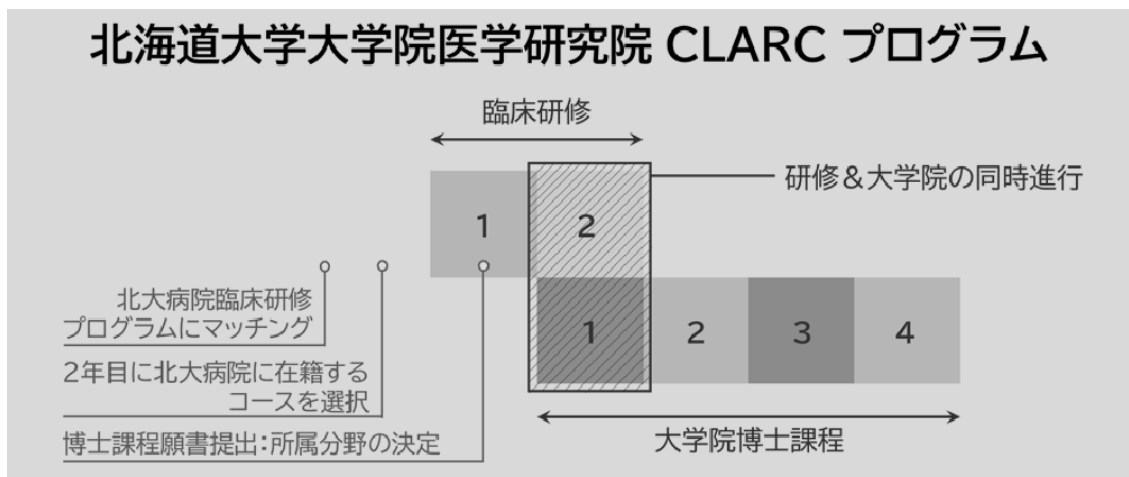 北海道大学大学院医学研究院 CLARC プログラム
臨床研修
研修&大学院の同時進行
1
2
北大病院臨床研修
プログラムにマッチング
1
2
3
4
2年目に北大病院に在籍する
コースを選択
博士課程願書提出:所属分野の決定
大学院博士課程